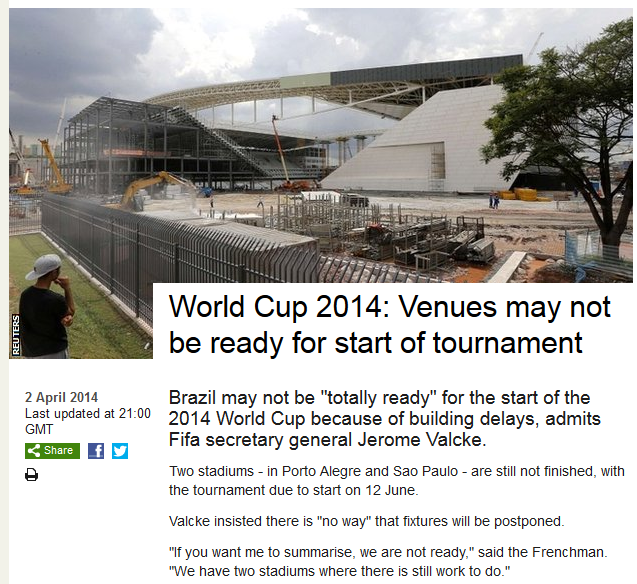 REUTERS
World Cup 2014: Venues may not
be ready for start of tournament
2 April 2014
Last updated at 21:00
GMT
Share
f
Brazil may not be "totally ready" for the start of the
2014 World Cup because of building delays, admits
Fifa secretary general Jerome Valcke.
Two stadiums - in Porto Alegre and Sao Paulo - are still not finished, with
the tournament due to start on 12 June.
Valcke insisted there is "no way" that fixtures will be postponed.
"If you want me to summarise, we are not ready," said the Frenchman.
"We have two stadiums where there is still work to do."